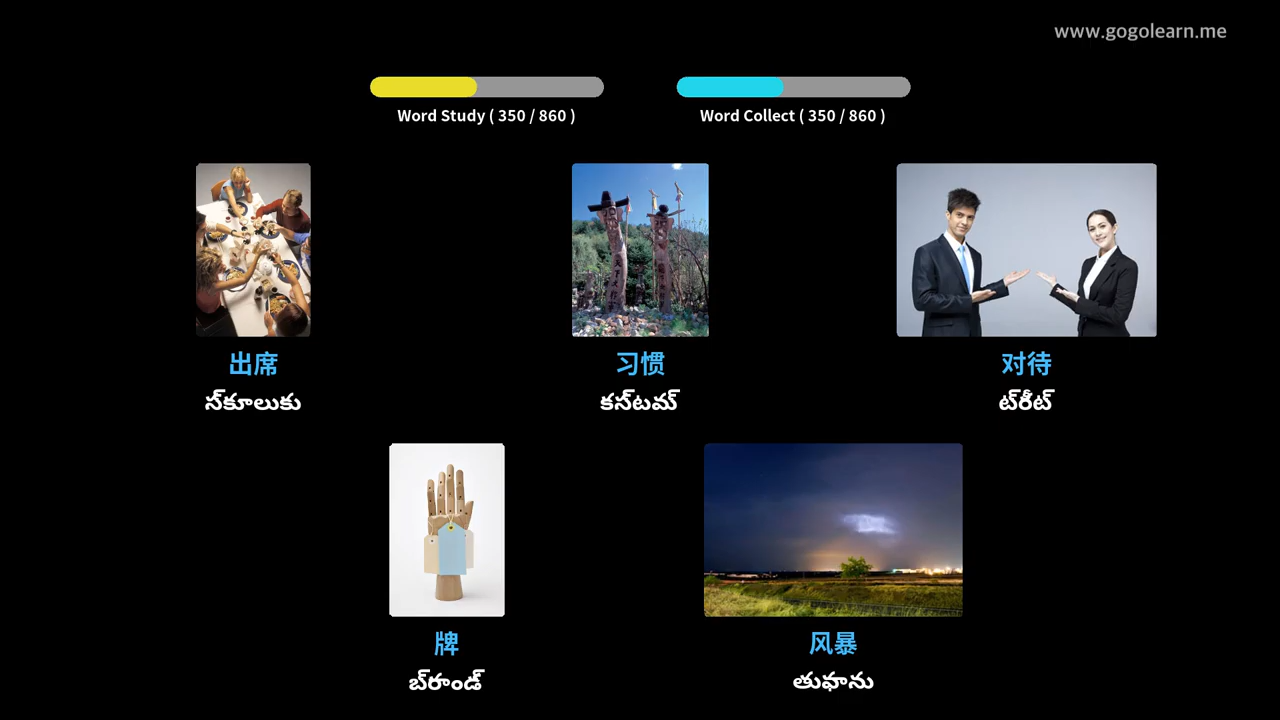 www.gogolearn.me
Word Study ( 350 / 860 )
Word Collect ( 350 / 860 )
出席
స్‌కూలుకు
习惯
కస్‌టమ్
对待
ట్‌రీట్
牌
బ్‌రాండ్
风暴
తుఫాను